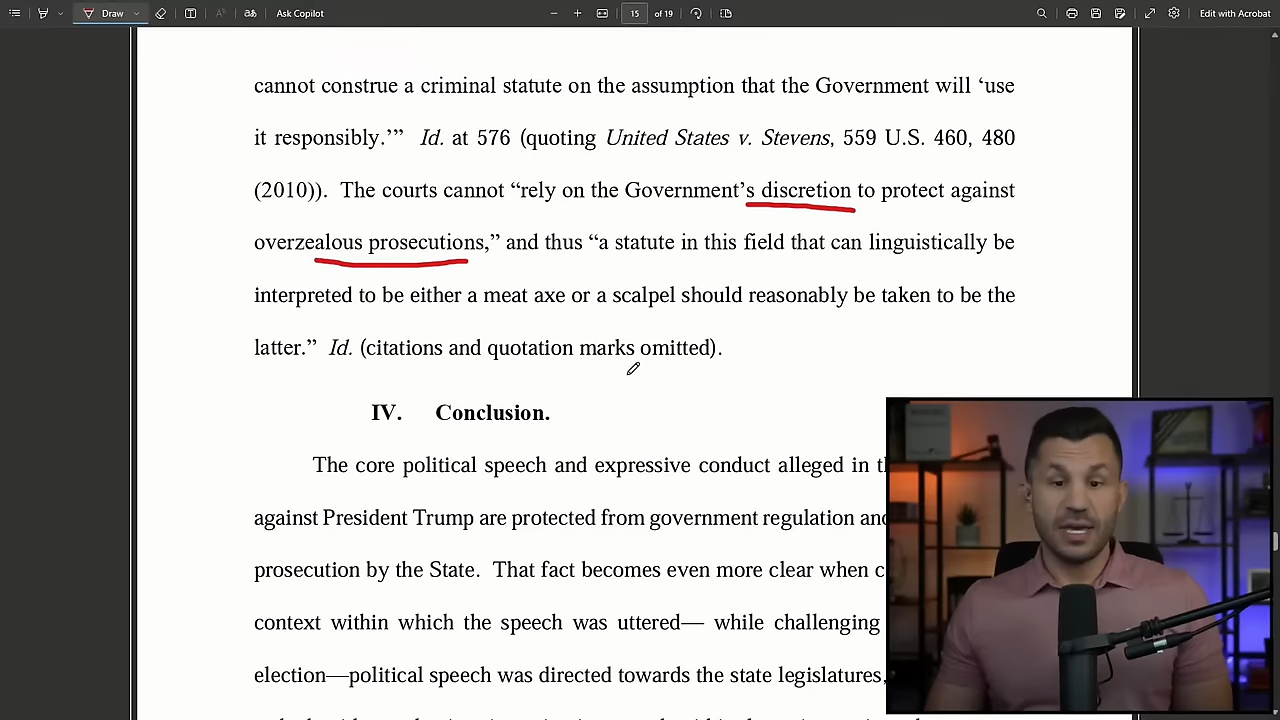 Draw Ask Copilot 15 of 19 Edit with Acrobat
cannot construe a criminal statute on the assumption that the Government will ‘use
it responsibly.’” Id. at 576 (quoting United States v. Stevens, 559 U.S. 460, 480
(2010)). The courts cannot “rely on the Government’s discretion to protect against
overzealous prosecutions,” and thus “a statute in this field that can linguistically be
interpreted to be either a meat axe or a scalpel should reasonably be taken to be the
latter.” Id. (citations and quotation marks omitted).
IV. Conclusion.
The core political speech and expressive conduct alleged in
against President Trump are protected from government regulation
prosecution by the State. That fact becomes even more clear when
context within which the speech was uttered— while challenging
election—political speech was directed towards the state legislatures,